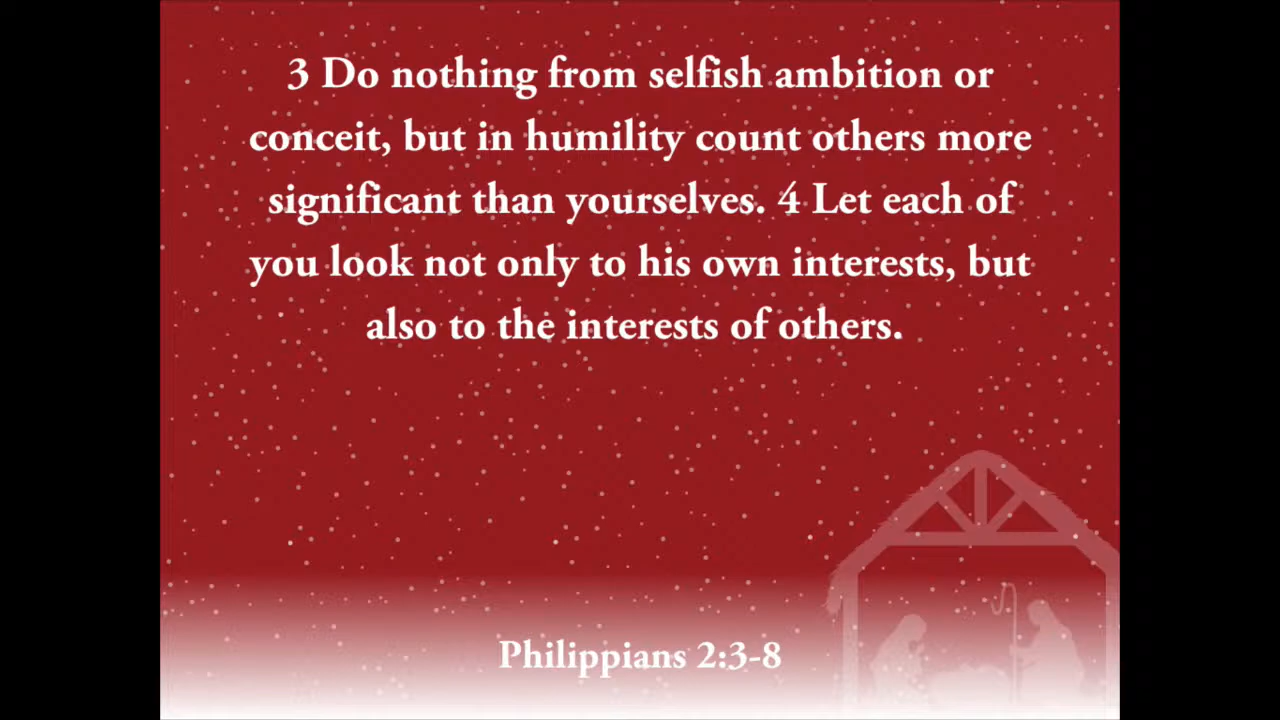 3 Do nothing from selfish ambition or
conceit, but in humility count others more
significant than yourselves. 4 Let each of
you look not only to his own interests, but
also to the interests of others.
Philippians 2:3-8